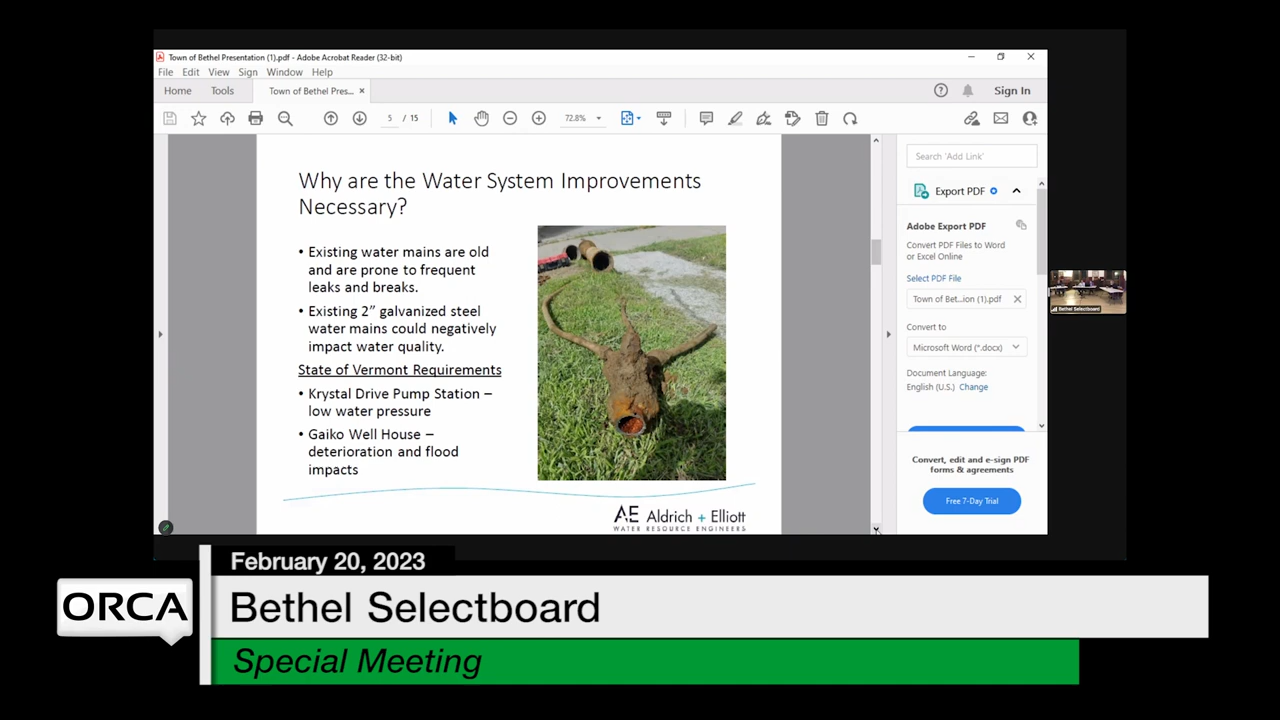 Town of Bethel Presentation (1).pdf - Adobe Acrobat Reader (32-bit)
File Edit View Sign Window Help
Home Tools Town of Bethel Pres... × Sign In
5 / 15 72.8%
Why are the Water System Improvements
Necessary?
• Existing water mains are old
and are prone to frequent
leaks and breaks.
• Existing 2” galvanized steel
water mains could negatively
impact water quality.
State of Vermont Requirements
• Krystal Drive Pump Station –
low water pressure
• Gaiko Well House –
deterioration and flood
impacts
AE Aldrich + Elliott
WATER RESOURCE ENGINEERS
Search 'Add Link'
Export PDF
Adobe Export PDF
Convert PDF Files to Word
or Excel Online
Select PDF File
Town of Bet...ion (1).pdf
Convert to
Microsoft Word (*.docx)
Document Language:
English (U.S.) Change
Convert, edit and e-sign PDF
forms & agreements
Free 7-Day Trial
Bethel Selectboard
February 20, 2023
ORCA
Bethel Selectboard
Special Meeting